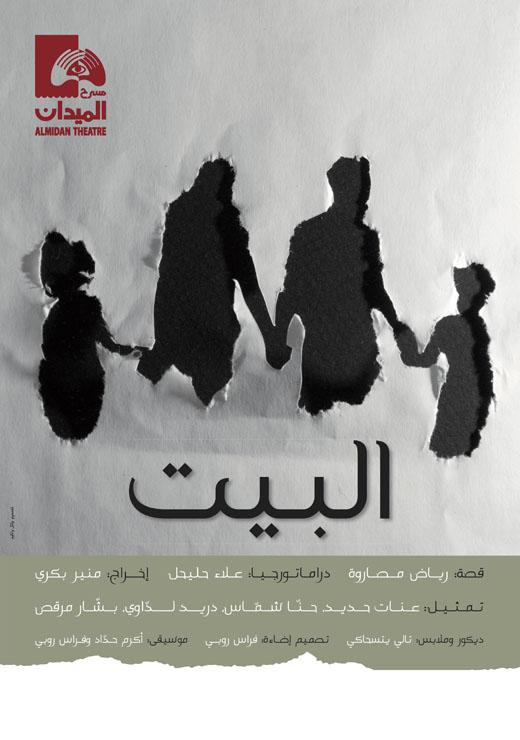 مسرح
الميدان
ALMIDAN THEATRE
البيت
قصة: رياض مصاروة دراماتورجيا: علاء حليحل إخراج: منير بكري
تمثيل: عنات حديد، حنّا شمّاس، دريد لدّاوي، بشّار مرقص
ديكور وملابس: تالي يتسحاكي تصميم إضاءة: فراس روبي موسيقى: أكرم حدّاد وفراس روبي